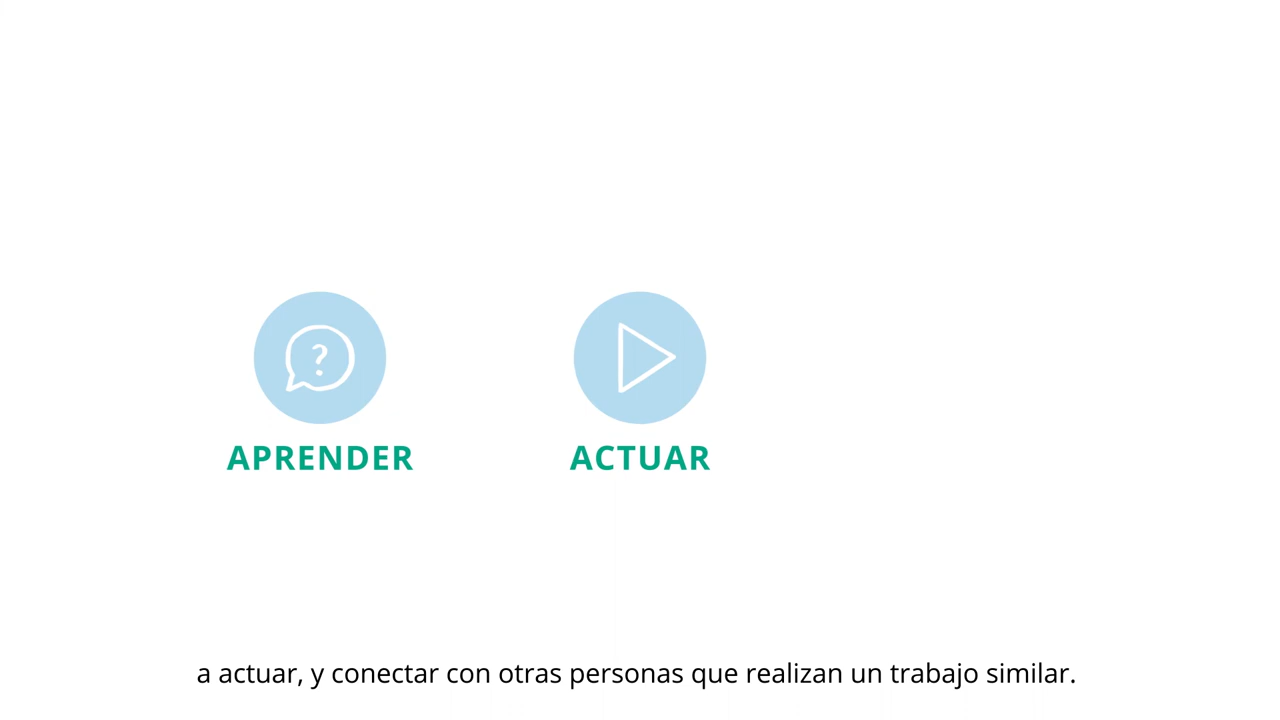 ?
APRENDER
ACTUAR
a actuar, y conectar con otras personas que realizan un trabajo similar.